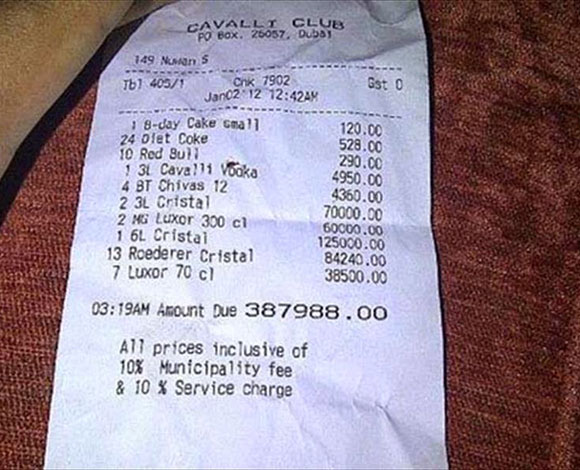 CAVALLI CLUB
PO Box. 26057, Dubai
149 Nuwan S
Tbl 405/1 Chk 7902 Gst 0
Jan02'12 12:42AM
1 B-day Cake small 120.00
24 Diet Coke 528.00
10 Red Bull 290.00
1 3L Cavalli Vodka 4950.00
4 BT Chivas 12 4360.00
2 3L Cristal 70000.00
2 MG Luxor 300 cl 60000.00
1 6L Cristal 125000.00
13 Roederer Cristal 84240.00
7 Luxor 70 cl 38500.00
03:19AM Amount Due 387988.00
All prices inclusive of
10% Municipality fee
& 10 % Service charge